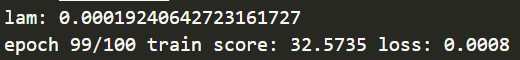 lam: 0.00019240642723161727
epoch 99/100 train score: 32.5735 loss: 0.0008